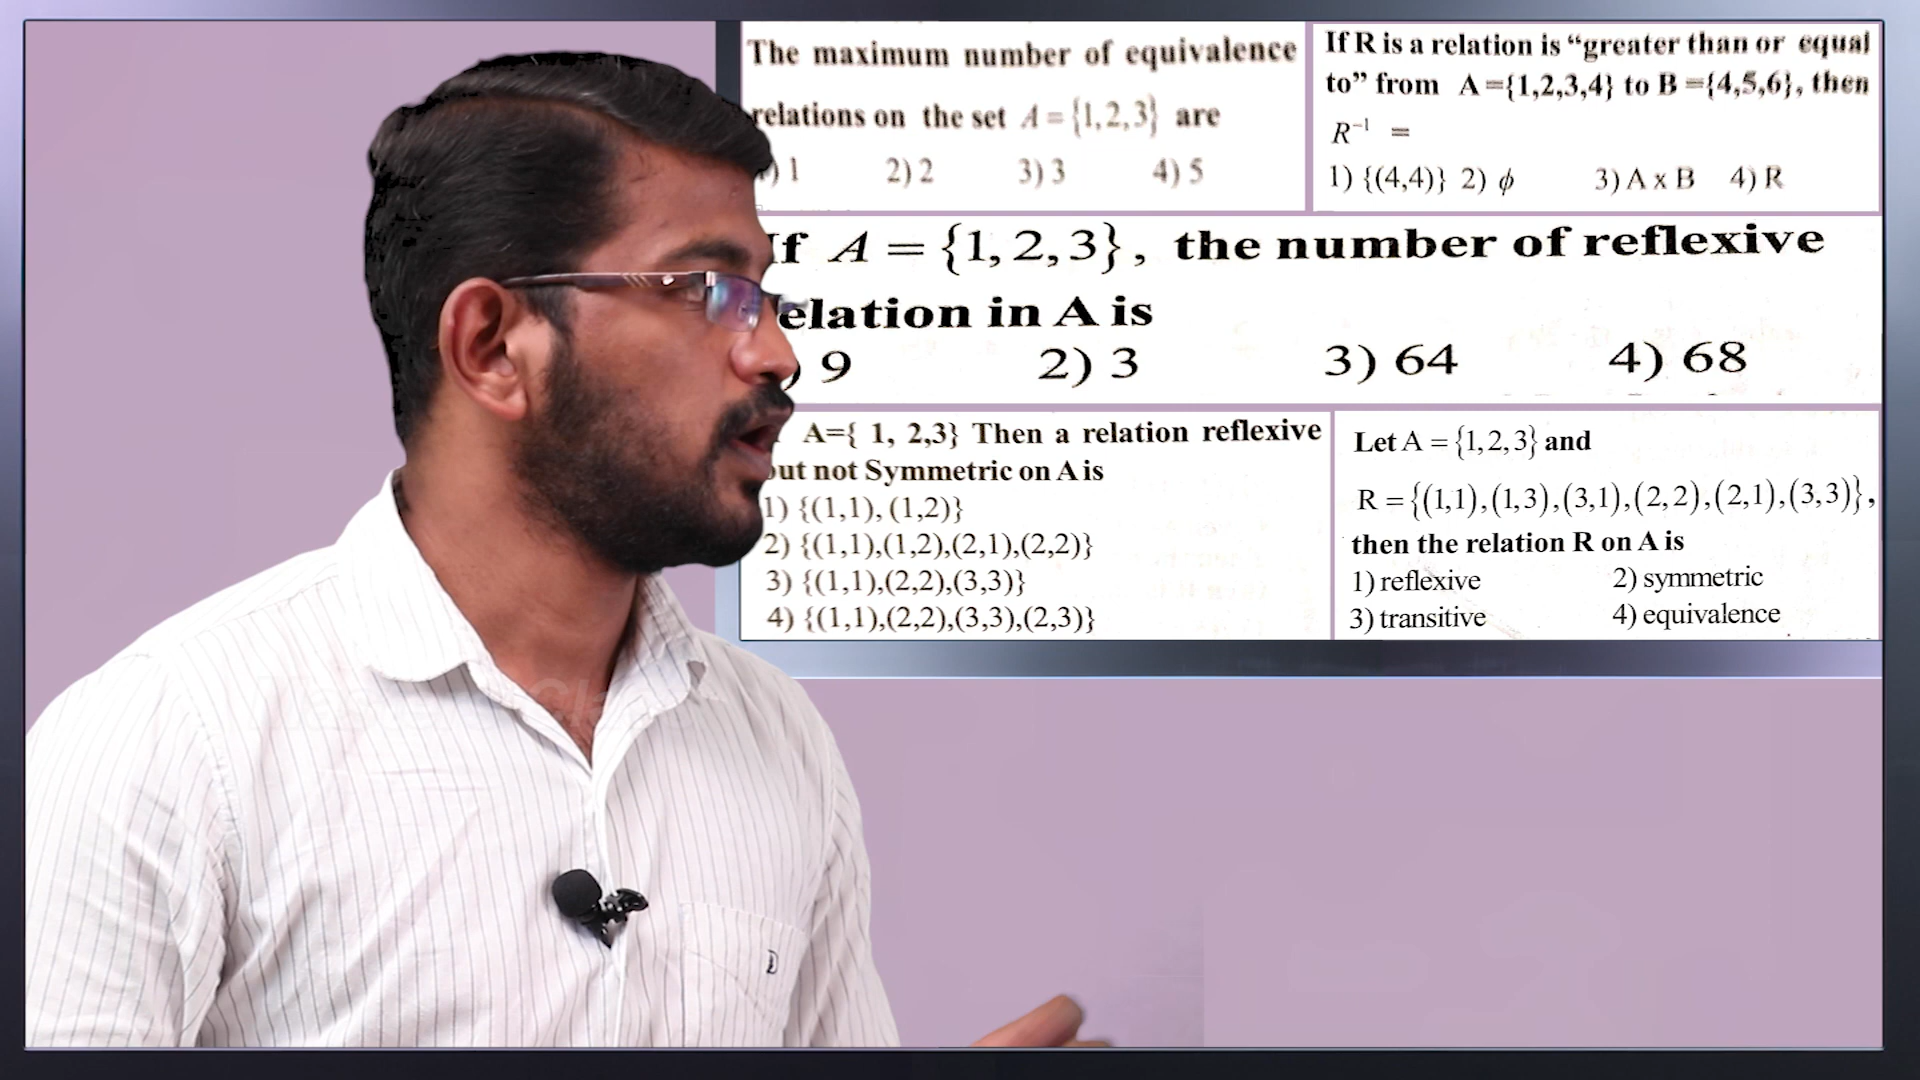 The maximum number of equivalence
relations on the set A = {1,2,3} are
) 1 2) 2 3) 3 4) 5
If R is a relation is “greater than or equal
to” from A ={1,2,3,4} to B ={4,5,6}, then
R⁻¹ =
1) {(4,4)} 2) ϕ 3) A x B 4) R
If A = {1, 2, 3}, the number of reflexive
elation in A is
) 9 2) 3 3) 64 4) 68
A={ 1, 2,3} Then a relation reflexive
but not Symmetric on A is
1) {(1,1), (1,2)}
2) {(1,1),(1,2),(2,1),(2,2)}
3) {(1,1),(2,2),(3,3)}
4) {(1,1),(2,2),(3,3),(2,3)}
Let A = {1,2,3} and
R = {(1,1),(1,3),(3,1),(2,2),(2,1),(3,3)},
then the relation R on A is
1) reflexive 2) symmetric
3) transitive 4) equivalence